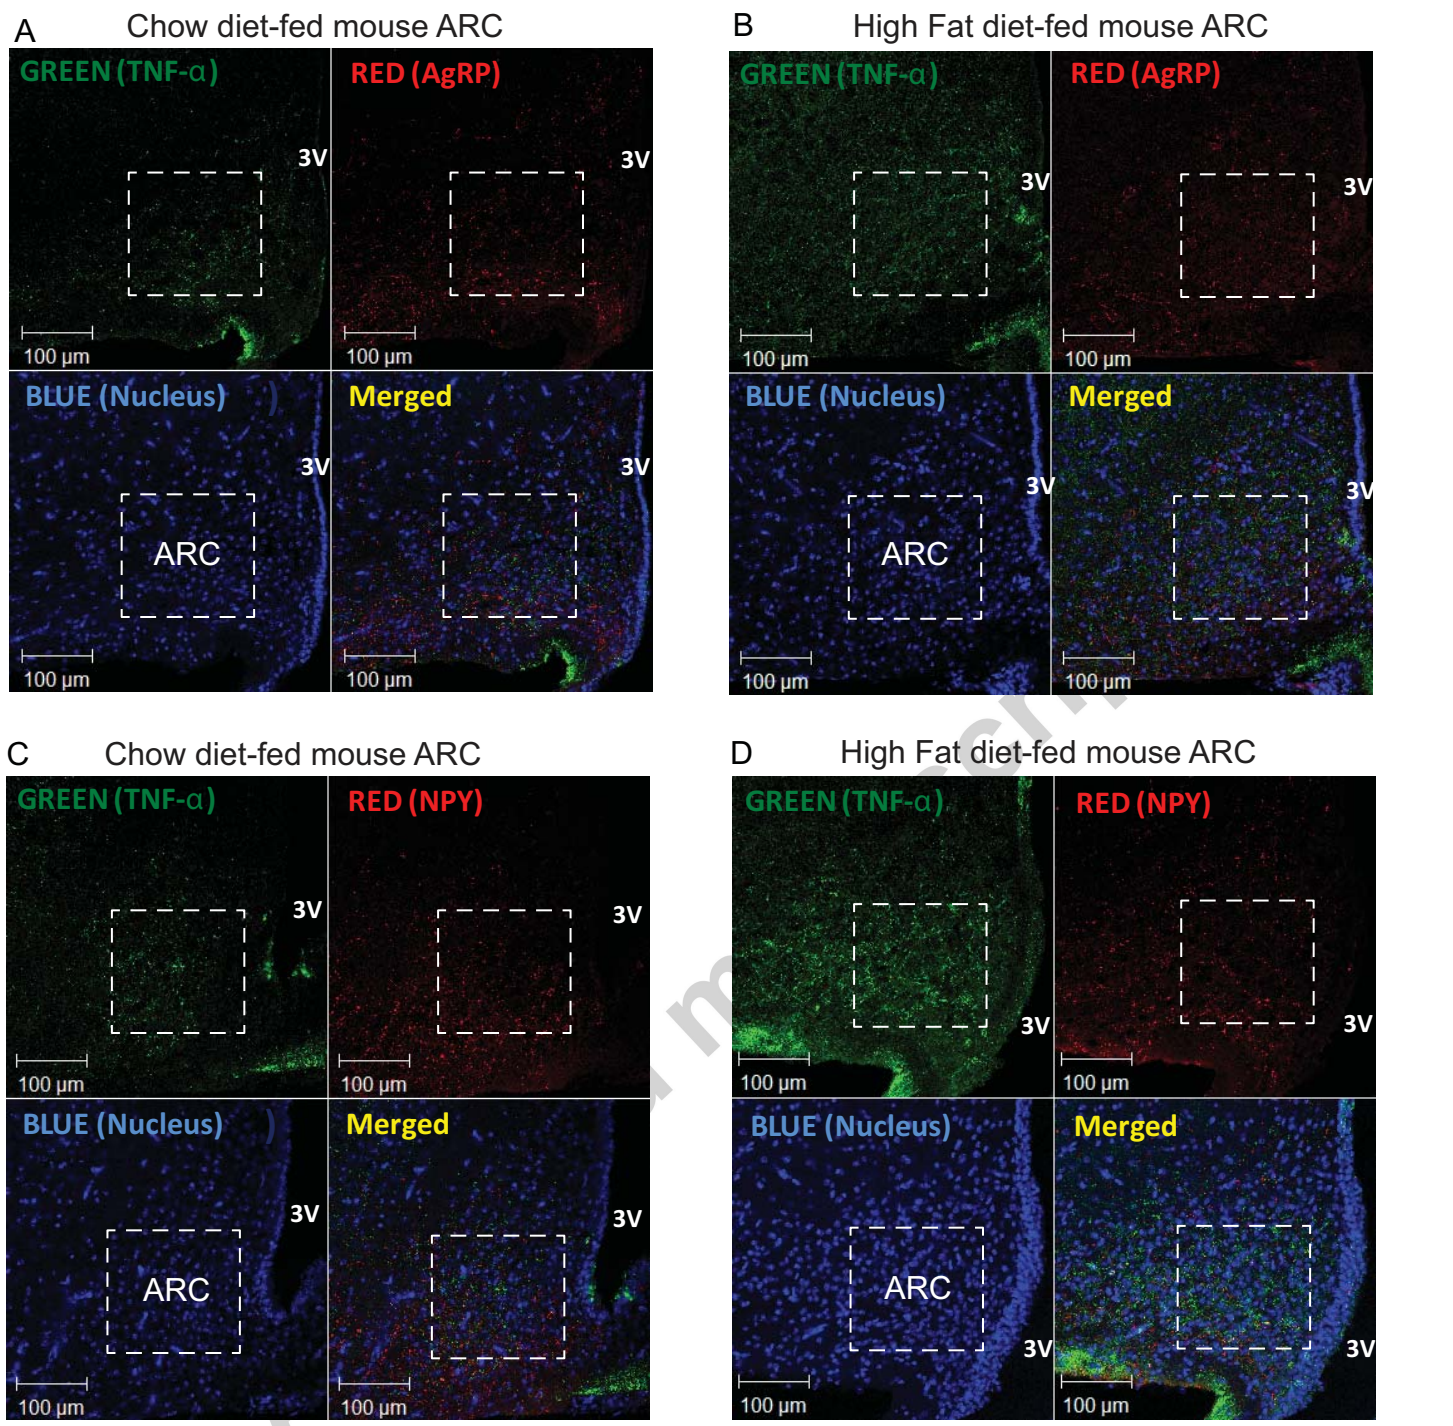 A
Chow diet-fed mouse ARC
GREEN (TNF-α)
RED (AgRP)
3V
3V
100 µm
100 µm
BLUE (Nucleus) )
Merged
3V
3V
ARC
100 µm
100 µm
B
High Fat diet-fed mouse ARC
GREEN (TNF-α)
RED (AgRP)
3V
3V
100 µm
100 µm
BLUE (Nucleus)
Merged
3V
3V
ARC
100 µm
100 µm
C
Chow diet-fed mouse ARC
GREEN (TNF-α)
RED (NPY)
3V
3V
100 µm
100 µm
BLUE (Nucleus) )
Merged
3V
3V
ARC
100 µm
100 µm
D
High Fat diet-fed mouse ARC
GREEN (TNF-α)
RED (NPY)
3V
3V
100 µm
100 µm
BLUE (Nucleus)
Merged
ARC
3V
3V
100 µm
100 µm